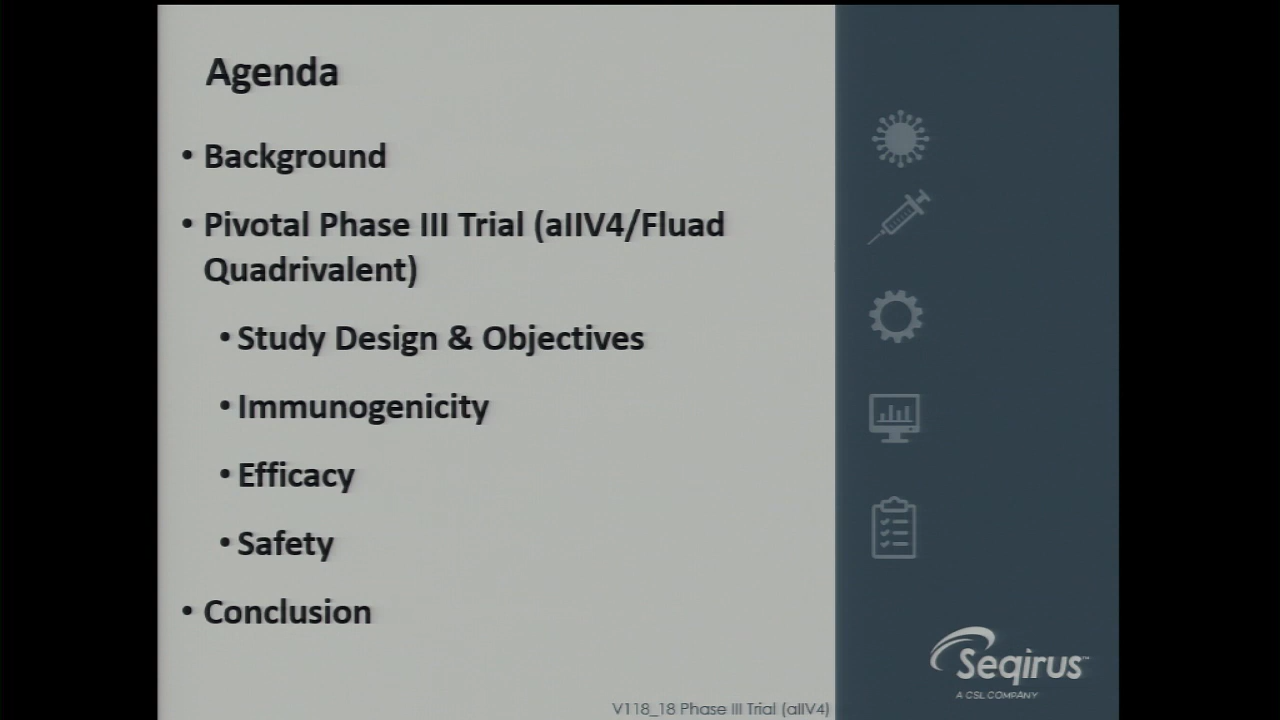 Agenda
• Background
• Pivotal Phase III Trial (aIIV4/Fluad
Quadrivalent)
• Study Design & Objectives
• Immunogenicity
• Efficacy
• Safety
• Conclusion
Seqirus™
A CSL COMPANY
V118_18 Phase III Trial (aIIV4)